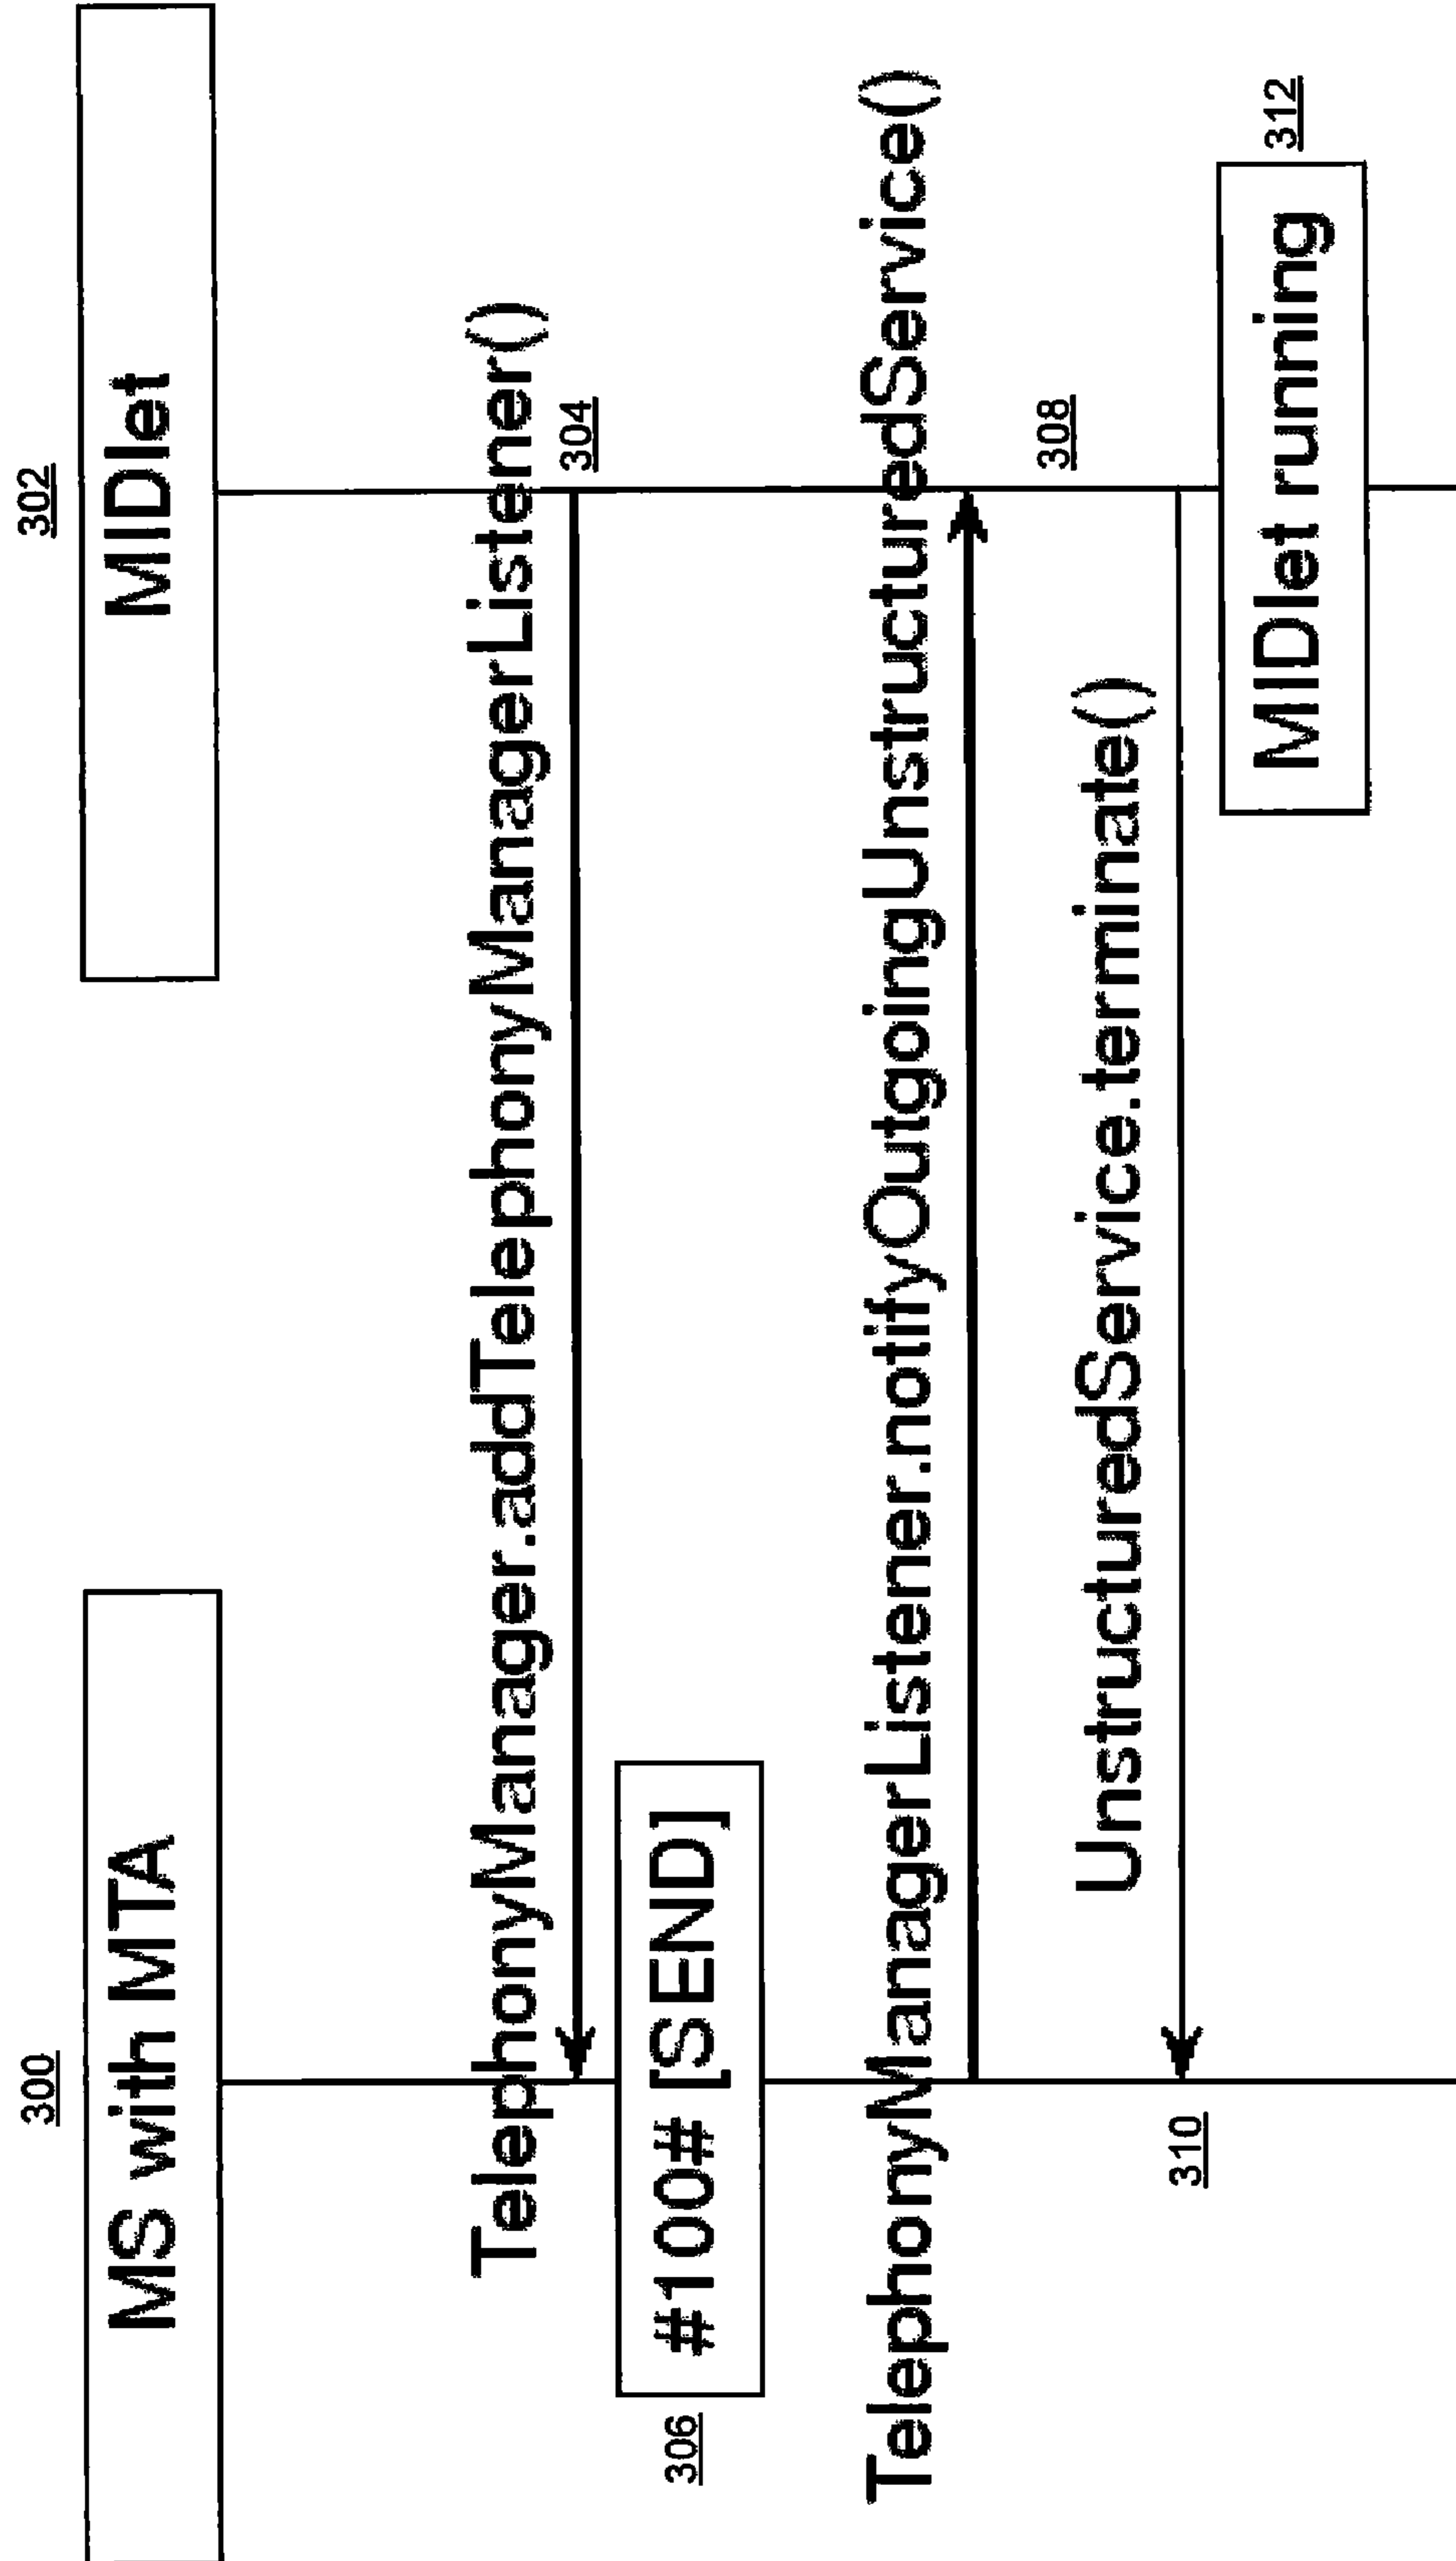 300
302
MS with MTA
MIDlet
TelephonyManager.addTelephonyManagerListener()
304
306
#100# [SEND]
TelephonyManagerListener.notifyOutgoingUnstructuredService()
308
UnstructuredService.terminate()
310
MIDlet running
312